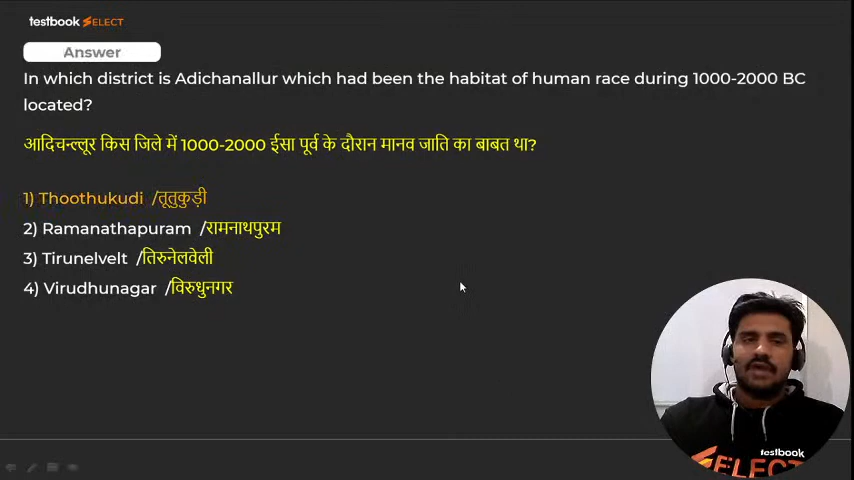 testbook SELECT
Answer
In which district is Adichanallur which had been the habitat of human race during 1000-2000 BC
located?
आदिचन्ल्लूर किस जिले में 1000-2000 ईसा पूर्व के दौरान मानव जाति का बाबत था?
1) Thoothukudi /तूतुकुड़ी
2) Ramanathapuram /रामनाथपुरम
3) Tirunelvelt /तिरुनेलवेली
4) Virudhunagar /विरुधुनगर
testbook
SELECT